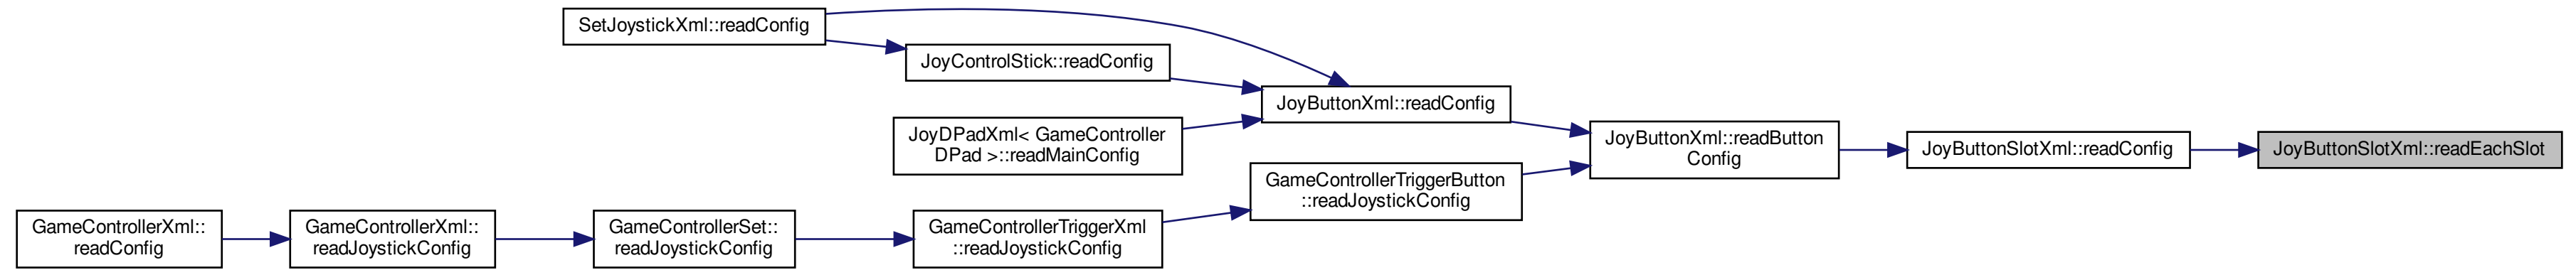 SetJoystickXml::readConfig
JoyControlStick::readConfig
JoyButtonXml::readConfig
JoyDPadXml< GameController
DPad >::readMainConfig
JoyButtonXml::readButton
Config
JoyButtonSlotXml::readConfig
JoyButtonSlotXml::readEachSlot
GameControllerTriggerButton
::readJoystickConfig
GameControllerXml::
readConfig
GameControllerXml::
readJoystickConfig
GameControllerSet::
readJoystickConfig
GameControllerTriggerXml
::readJoystickConfig